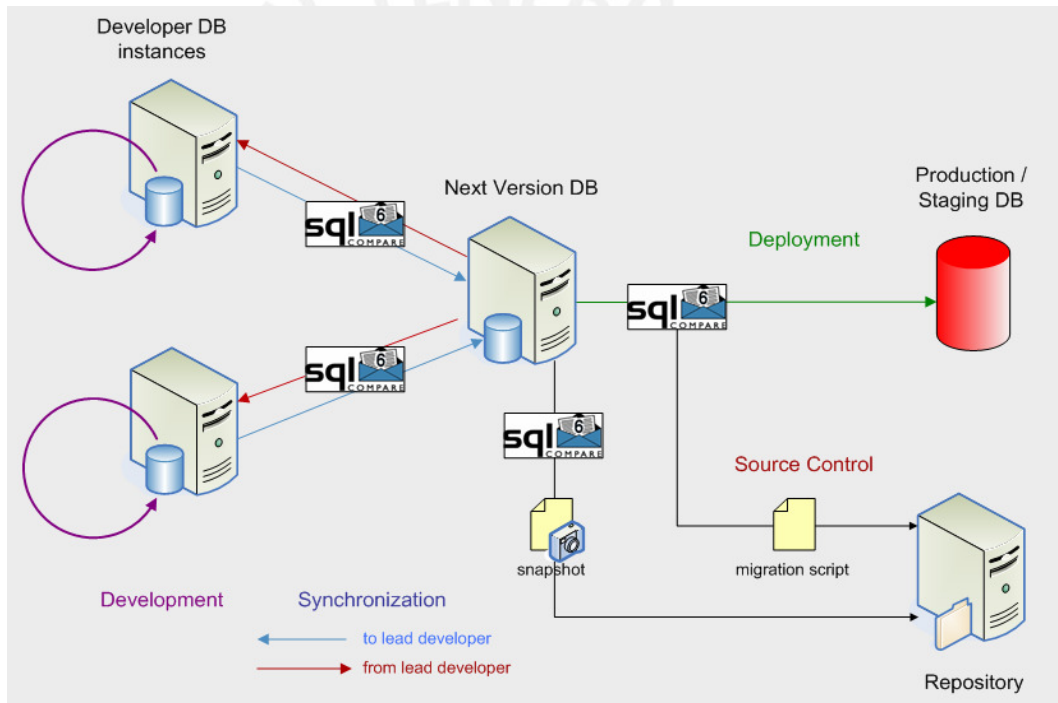 Developer DB
instances
Next Version DB
Production /
Staging DB
Deployment
sql 6
COMPARE
sql 6
COMPARE
sql 6
COMPARE
sql 6
COMPARE
Source Control
snapshot
migration script
Development
Synchronization
to lead developer
from lead developer
Repository